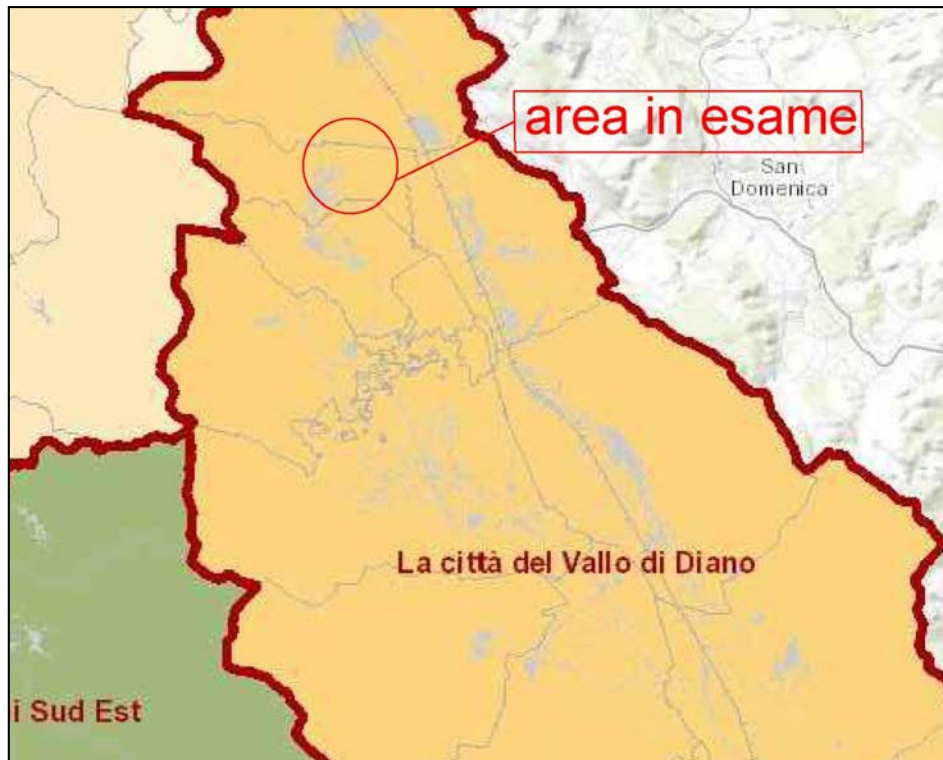 area in esame
San
Domenica
La città del Vallo di Diano
i Sud Est